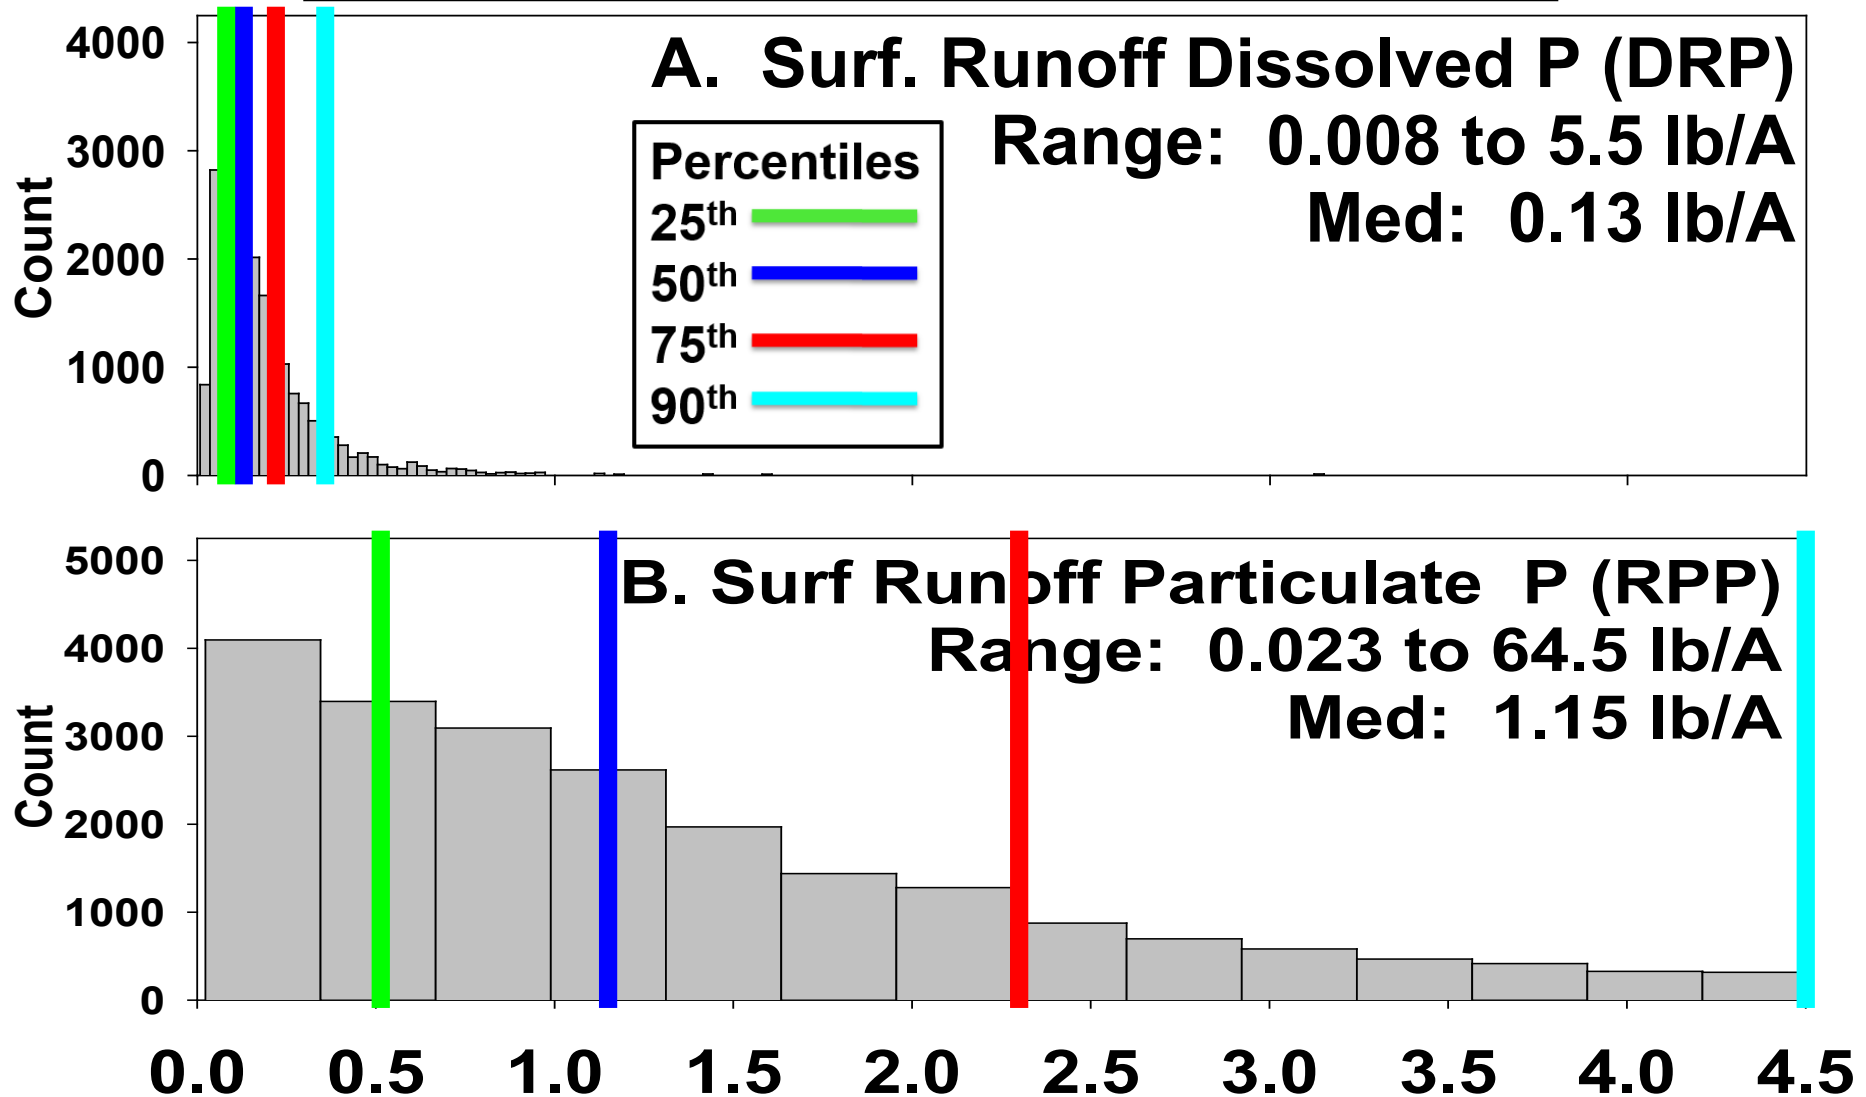 A. Surf. Runoff Dissolved P (DRP)
Range: 0.008 to 5.5 lb/A
Med: 0.13 lb/A
Percentiles
25th
50th
75th
90th
Count
4000
3000
2000
1000
0
B. Surf Runoff Particulate P (RPP)
Range: 0.023 to 64.5 lb/A
Med: 1.15 lb/A
Count
5000
4000
3000
2000
1000
0
0.0 0.5 1.0 1.5 2.0 2.5 3.0 3.5 4.0 4.5